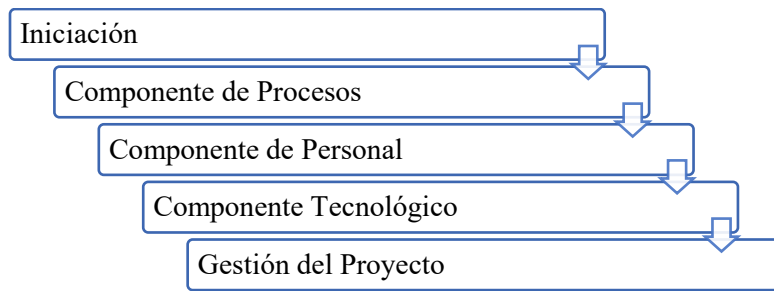 Iniciación
Componente de Procesos
Componente de Personal
Componente Tecnológico
Gestión del Proyecto